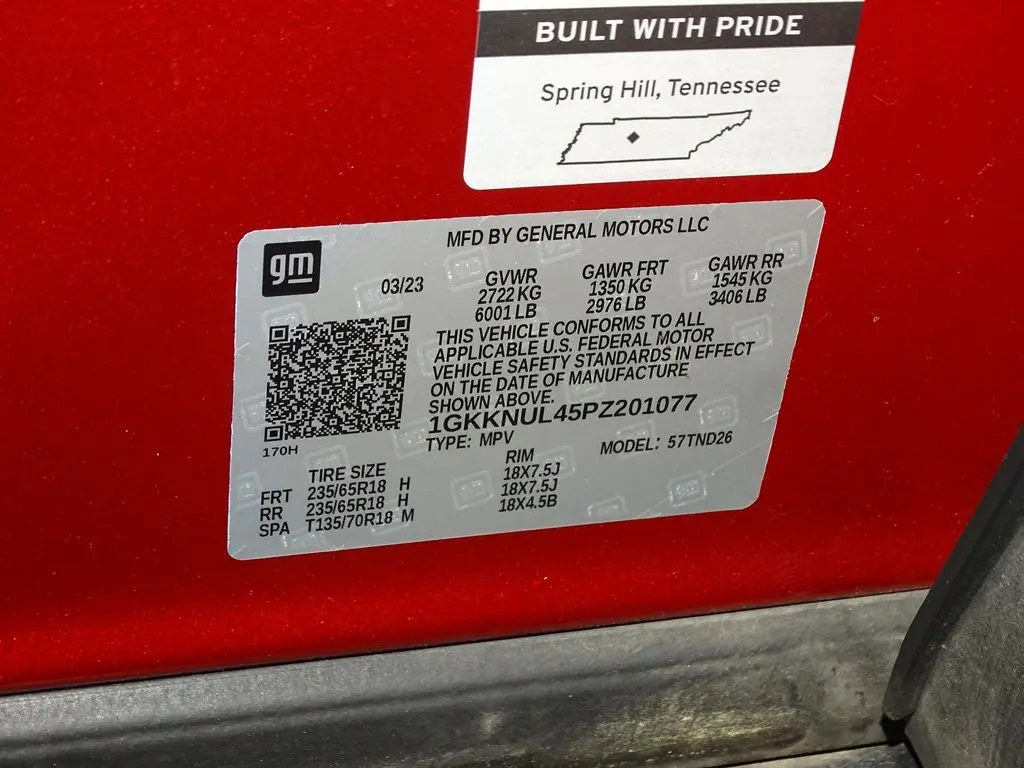 BUILT WITH PRIDE
Spring Hill, Tennessee
gm
MFD BY GENERAL MOTORS LLC
03/23
GVWR
2722 KG
6001 LB
GAWR FRT
1350 KG
2976 LB
GAWR RR
1545 KG
3406 LB
THIS VEHICLE CONFORMS TO ALL
APPLICABLE U.S. FEDERAL MOTOR
VEHICLE SAFETY STANDARDS IN EFFECT
ON THE DATE OF MANUFACTURE
SHOWN ABOVE.
1GKKNUL45PZ201077
170H
TYPE: MPV
MODEL: 57TND26
TIRE SIZE
RIM
FRT 235/65R18 H 18X7.5J
RR 235/65R18 H 18X7.5J
SPA T135/70R18 M 18X4.5B